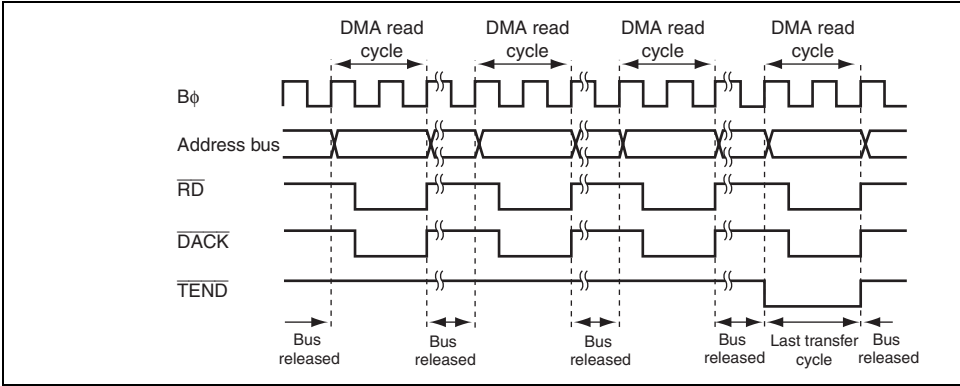 DMA read cycle
DMA read cycle
DMA read cycle
DMA read cycle
Bφ
Address bus
RD
DACK
TEND
Bus released
Bus released
Bus released
Bus released
Last transfer cycle
Bus released